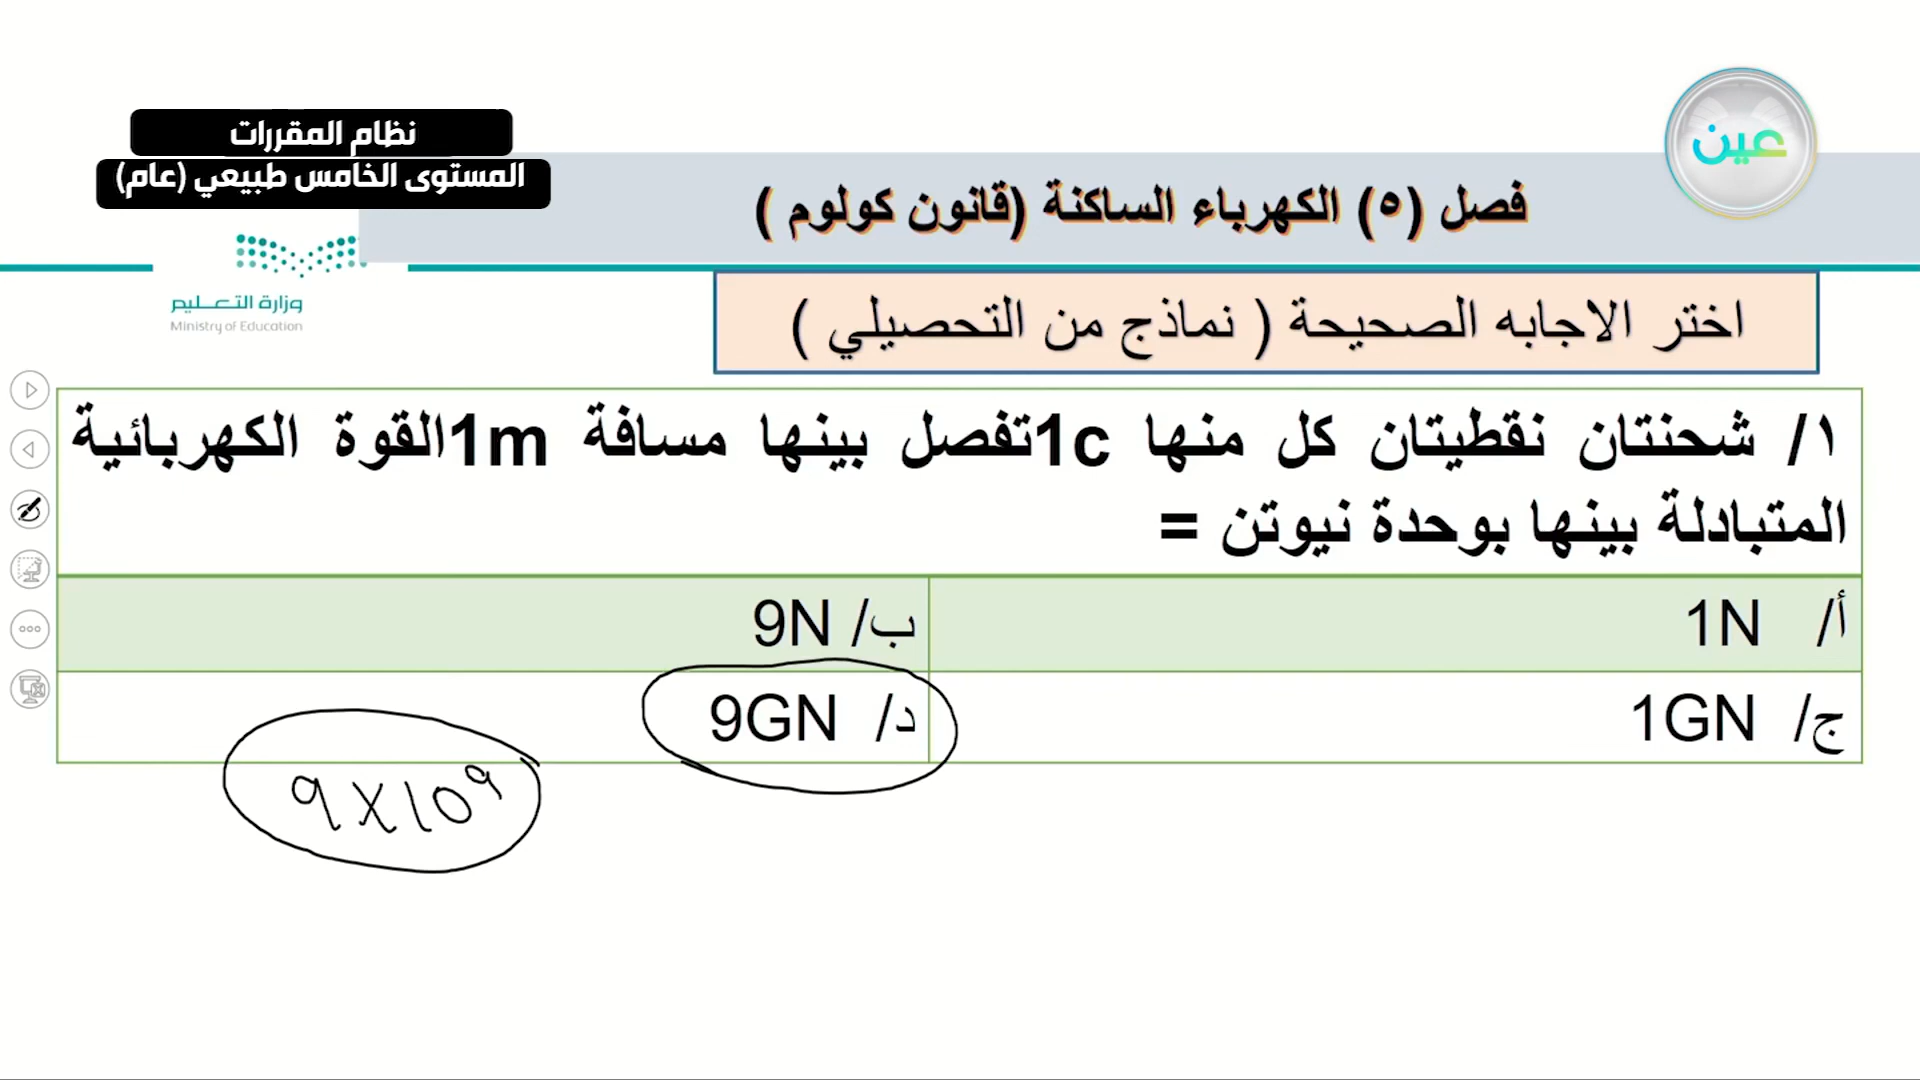 نظام المقررات
المستوى الخامس طبيعي (عام)
عين
فصل (٥) الكهرباء الساكنة (قانون كولوم )
وزارة التعليم
Ministry of Education
اختر الاجابه الصحيحة ( نماذج من التحصيلي )
١/ شحنتان نقطيتان كل منها 1c تفصل بينها مسافة 1m القوة الكهربائية
المتبادلة بينها بوحدة نيوتن =
أ/ 1N
ب/ 9N
ج/ 1GN
د/ 9GN
9X10⁹